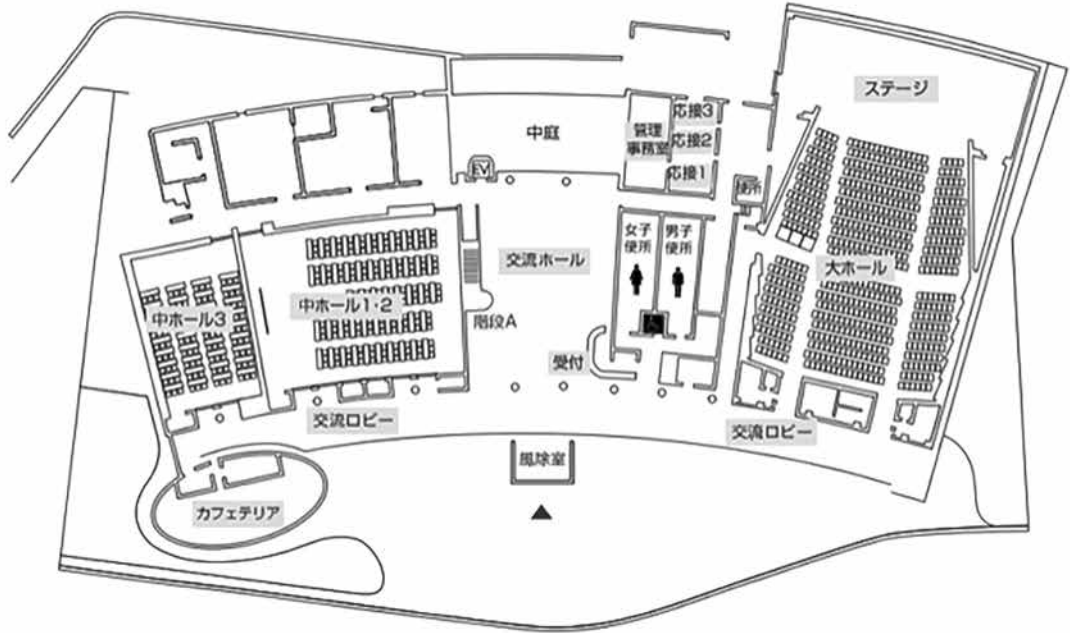 ステージ
応接3
中庭
管理
事務室
応接2
EV
応接1
便所
女子
便所
男子
便所
交流ホール
大ホール
中ホール1・2
中ホール3
階段A
受付
交流ロビー
交流ロビー
風除室
カフェテリア